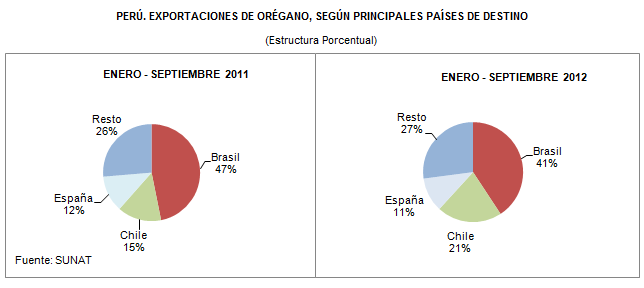 PERÚ. EXPORTACIONES DE ORÉGANO, SEGÚN PRINCIPALES PAÍSES DE DESTINO
(Estructura Porcentual)
ENERO - SEPTIEMBRE 2011
Resto
26%
Brasil
47%
España
12%
Chile
15%
Fuente: SUNAT
ENERO - SEPTIEMBRE 2012
Resto
27%
Brasil
41%
España
11%
Chile
21%